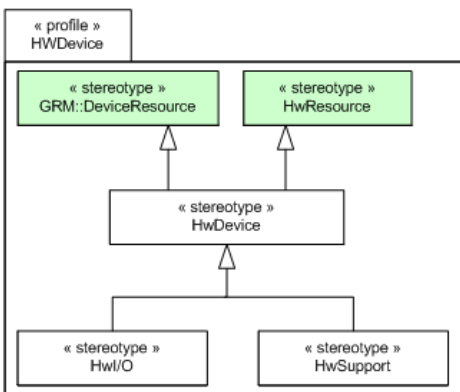 « profile »
HWDevice
« stereotype »
GRM::DeviceResource
« stereotype »
HwResource
« stereotype »
HwDevice
« stereotype »
HwI/O
« stereotype »
HwSupport